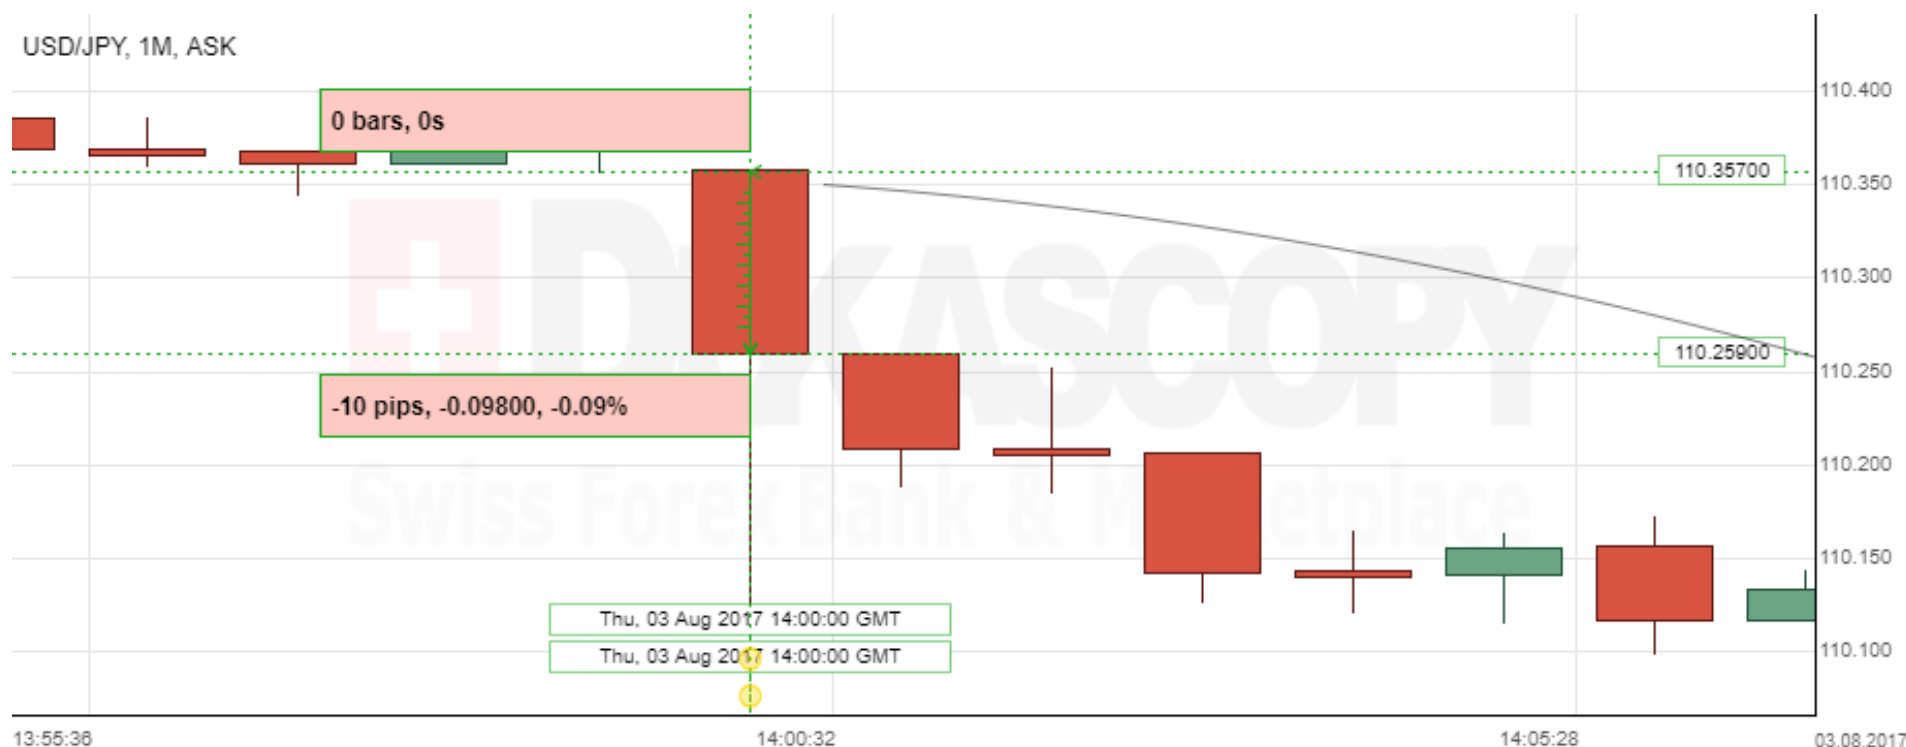 USD/JPY, 1M, ASK
110.400
0 bars, 0s
110.35700
110.350
DUKASCOPY
110.300
110.25900
110.250
-10 pips, -0.09800, -0.09%
110.200
Swiss Forex Bank & Marketplace
110.150
Thu, 03 Aug 2017 14:00:00 GMT
Thu, 03 Aug 2017 14:00:00 GMT
110.100
13:55:36
14:00:32
14:05:28
03.08.2017